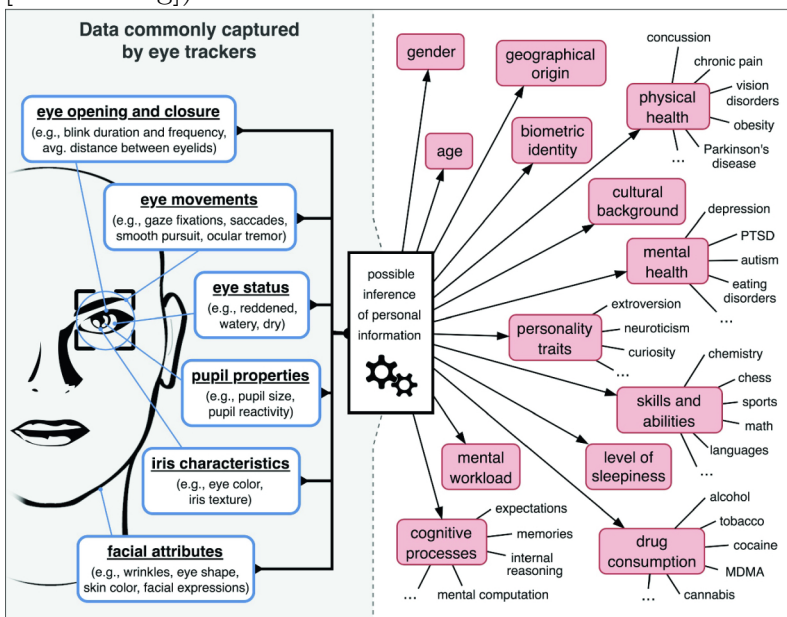 Data commonly captured
by eye trackers
eye opening and closure
(e.g., blink duration and frequency,
avg. distance between eyelids)
eye movements
(e.g., gaze fixations, saccades,
smooth pursuit, ocular tremor)
eye status
(e.g., reddened,
watery, dry)
pupil properties
(e.g., pupil size,
pupil reactivity)
iris characteristics
(e.g., eye color,
iris texture)
facial attributes
(e.g., wrinkles, eye shape,
skin color, facial expressions)
possible
inference
of personal
information
gender
age
geographical
origin
biometric
identity
physical
health
concussion
chronic pain
vision
disorders
obesity
Parkinson's
disease
...
cultural
background
mental
health
depression
PTSD
autism
eating
disorders
...
personality
traits
extroversion
neuroticism
curiosity
...
skills and
abilities
chemistry
chess
sports
math
languages
...
mental
workload
level of
sleepiness
cognitive
processes
expectations
memories
internal
reasoning
mental computation
...
drug
consumption
alcohol
tobacco
cocaine
MDMA
cannabis
...